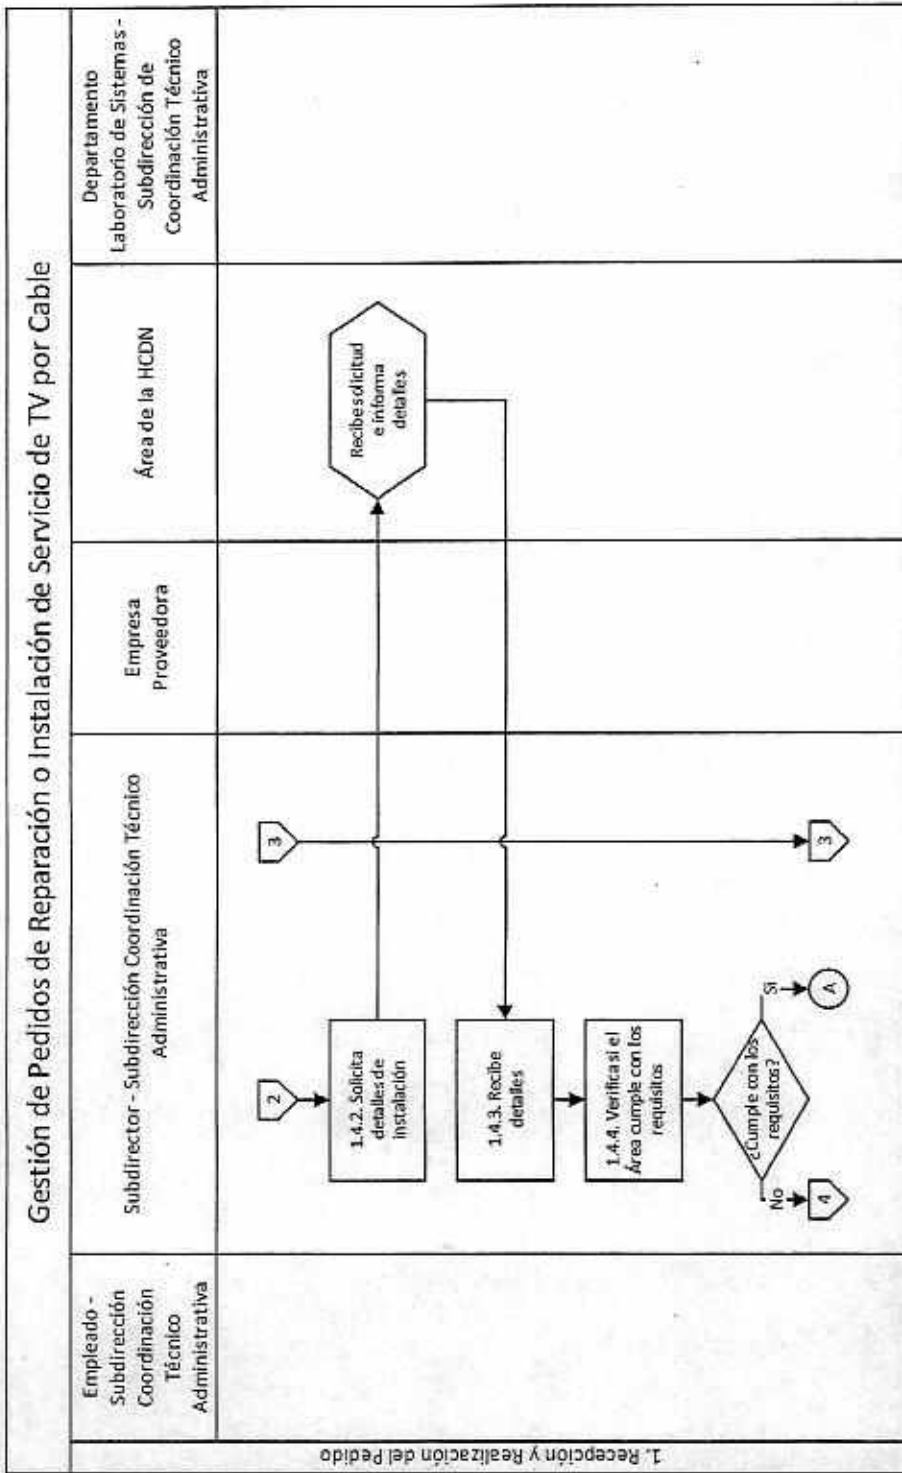 Gestión de Pedidos de Reparación o Instalación de Servicio de TV por Cable
Empleado -
Subdirección
Coordinación
Técnico
Administrativa
Subdirector - Subdirección Coordinación Técnico
Administrativa
Empresa
Proveedora
Área de la HCDN
Departamento
Laboratorio de Sistemas -
Subdirección de
Coordinación Técnico
Administrativa
1. Recepción y Realización del Pedido
2
3
1.4.2. Solicita
detalles de
instalación
Recibe solicitud
e informa
detalles
1.4.3. Recibe
detalles
1.4.4. Verifica si el
Área cumple con los
requisitos
¿Cumple con los
requisitos?
No
Si
4
A
3